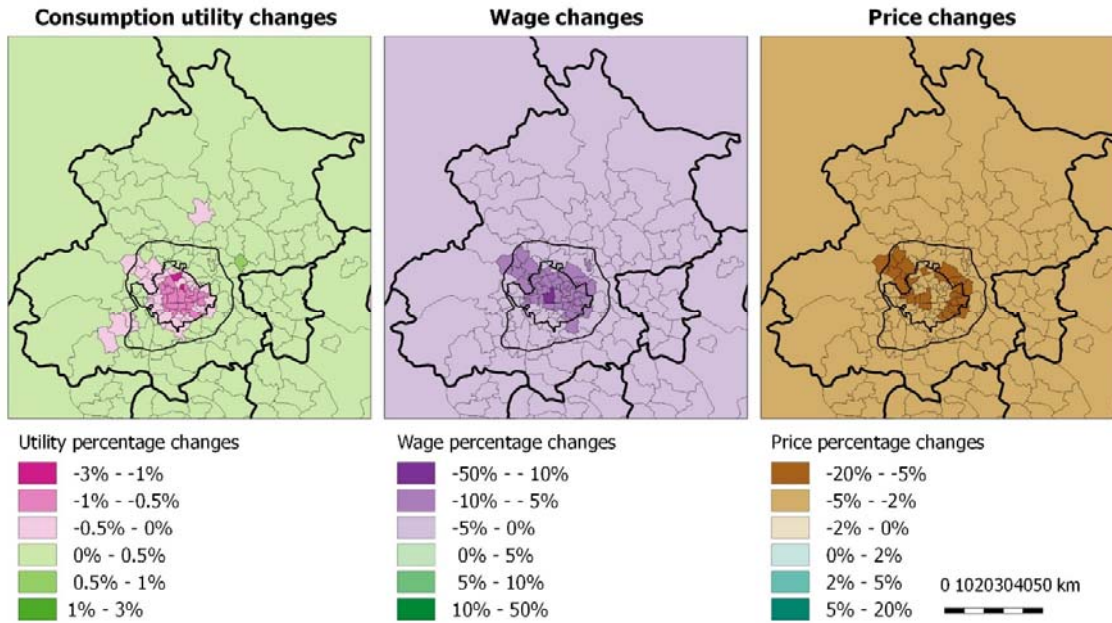 Consumption utility changes
Wage changes
Price changes
Utility percentage changes
-3% - -1%
-1% - -0.5%
-0.5% - 0%
0% - 0.5%
0.5% - 1%
1% - 3%
Wage percentage changes
-50% - - 10%
-10% - - 5%
-5% - 0%
0% - 5%
5% - 10%
10% - 50%
Price percentage changes
-20% - -5%
-5% - -2%
-2% - 0%
0% - 2%
2% - 5%
5% - 20%
0 1020304050 km